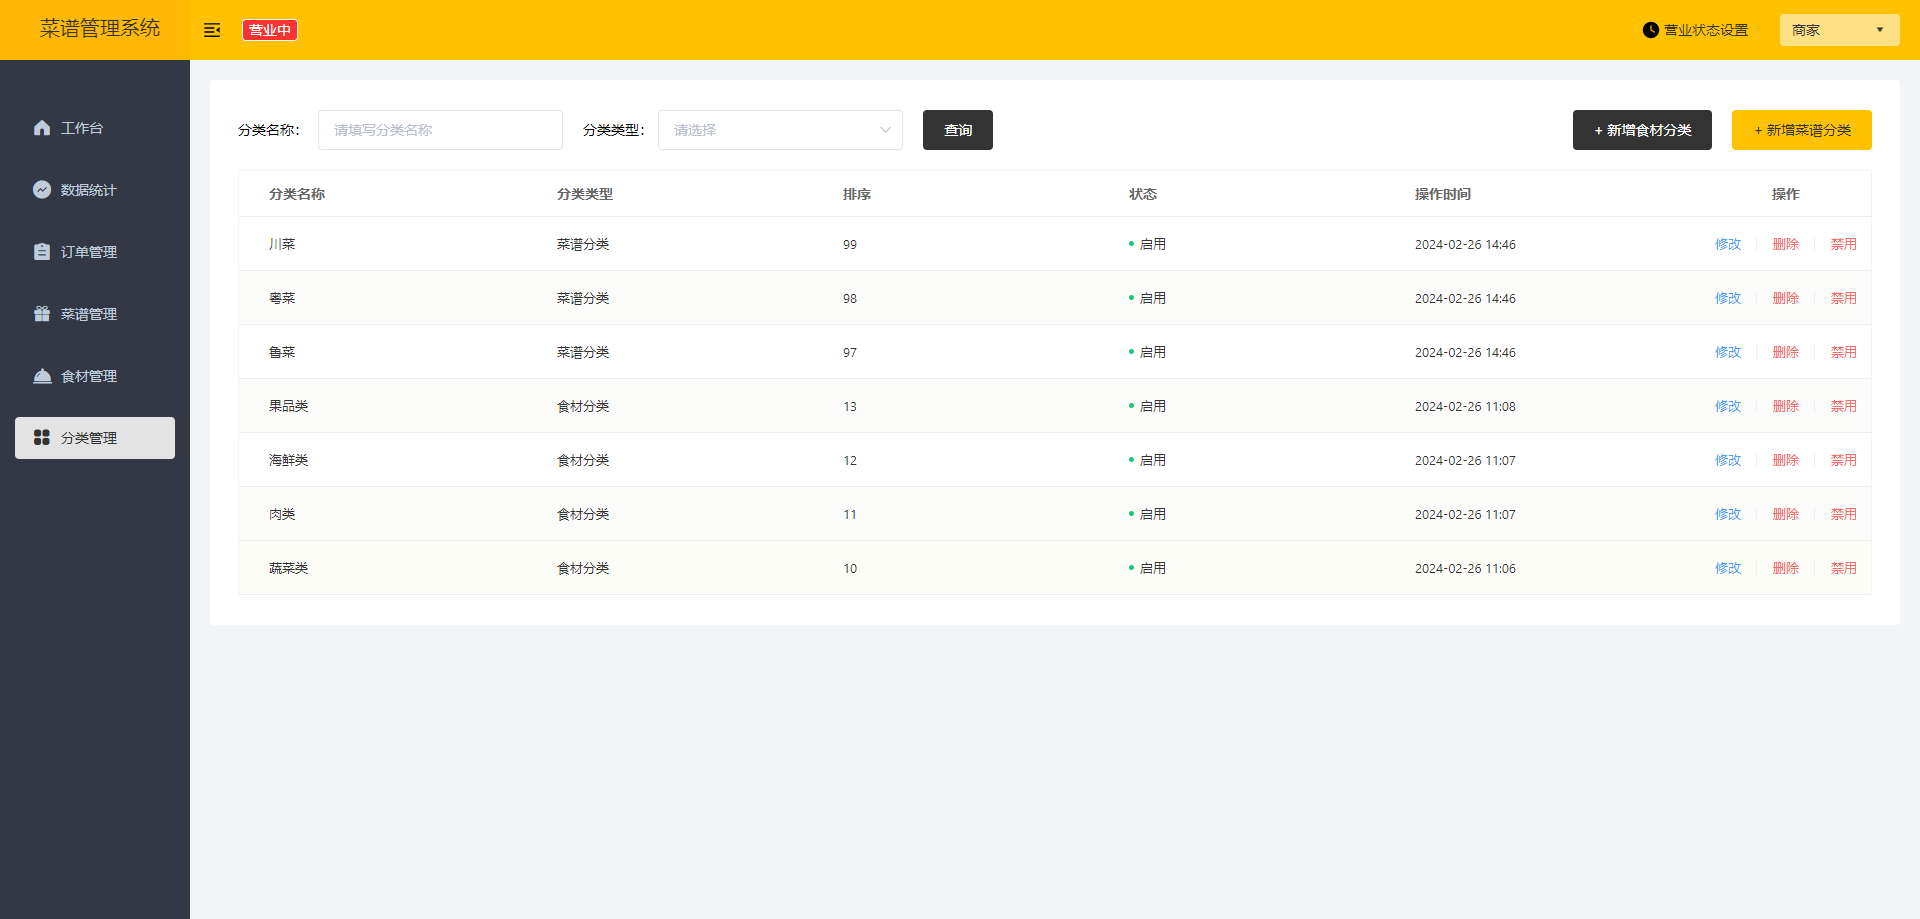 菜谱管理系统
营业中
营业状态设置
商家
工作台
数据统计
订单管理
菜谱管理
食材管理
分类管理
分类名称： 请填写分类名称 分类类型： 请选择 查询 + 新增食材分类 + 新增菜谱分类
分类名称 分类类型 排序 状态 操作时间 操作
川菜 菜谱分类 99 启用 2024-02-26 14:46 修改 删除 禁用
粤菜 菜谱分类 98 启用 2024-02-26 14:46 修改 删除 禁用
鲁菜 菜谱分类 97 启用 2024-02-26 14:46 修改 删除 禁用
果品类 食材分类 13 启用 2024-02-26 11:08 修改 删除 禁用
海鲜类 食材分类 12 启用 2024-02-26 11:07 修改 删除 禁用
肉类 食材分类 11 启用 2024-02-26 11:07 修改 删除 禁用
蔬菜类 食材分类 10 启用 2024-02-26 11:06 修改 删除 禁用